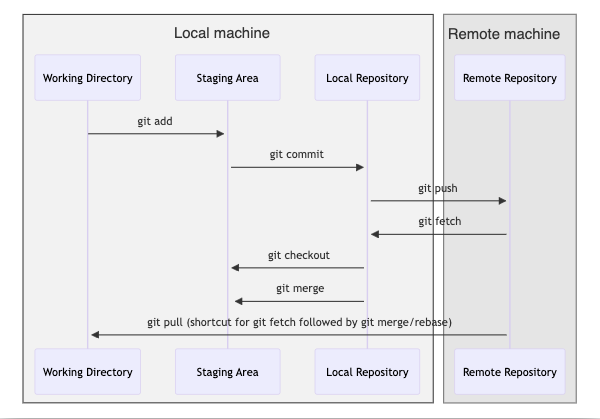 Local machine
Remote machine
Working Directory
Staging Area
Local Repository
Remote Repository
git add
git commit
git push
git fetch
git checkout
git merge
git pull (shortcut for git fetch followed by git merge/rebase)
Working Directory
Staging Area
Local Repository
Remote Repository